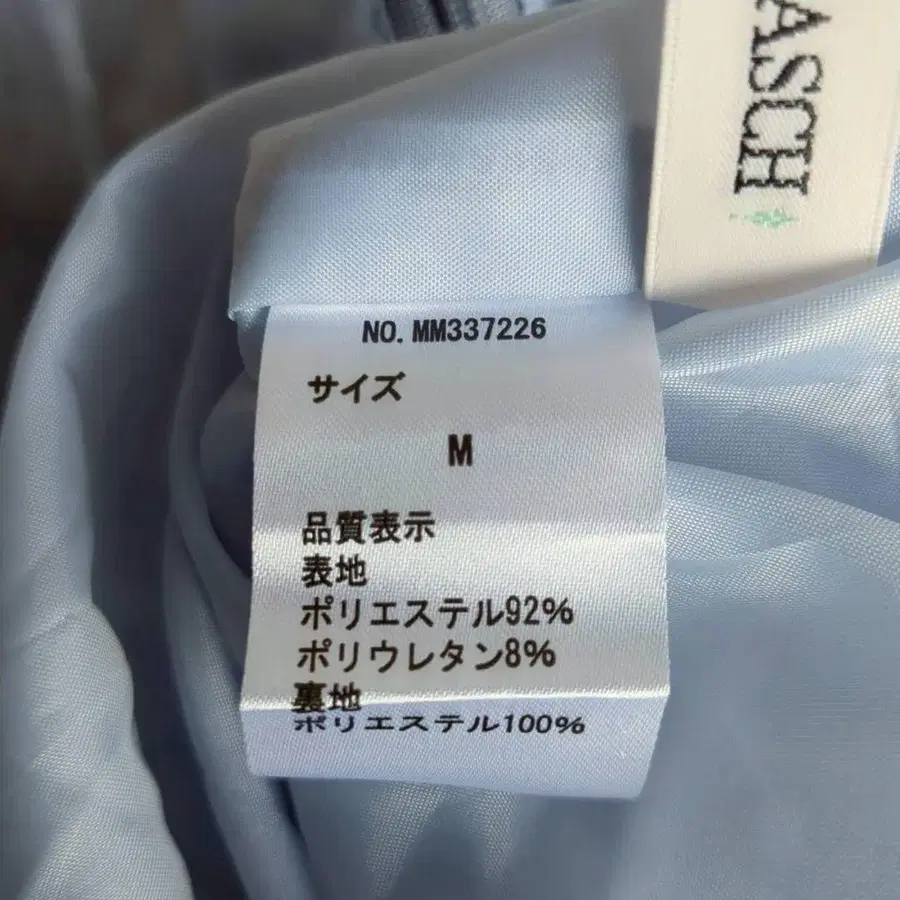 ASCH
NO. MM337226
サイズ
M
品質表示
表地
ポリエステル92%
ポリウレタン8%
裏地
ポリエステル100%